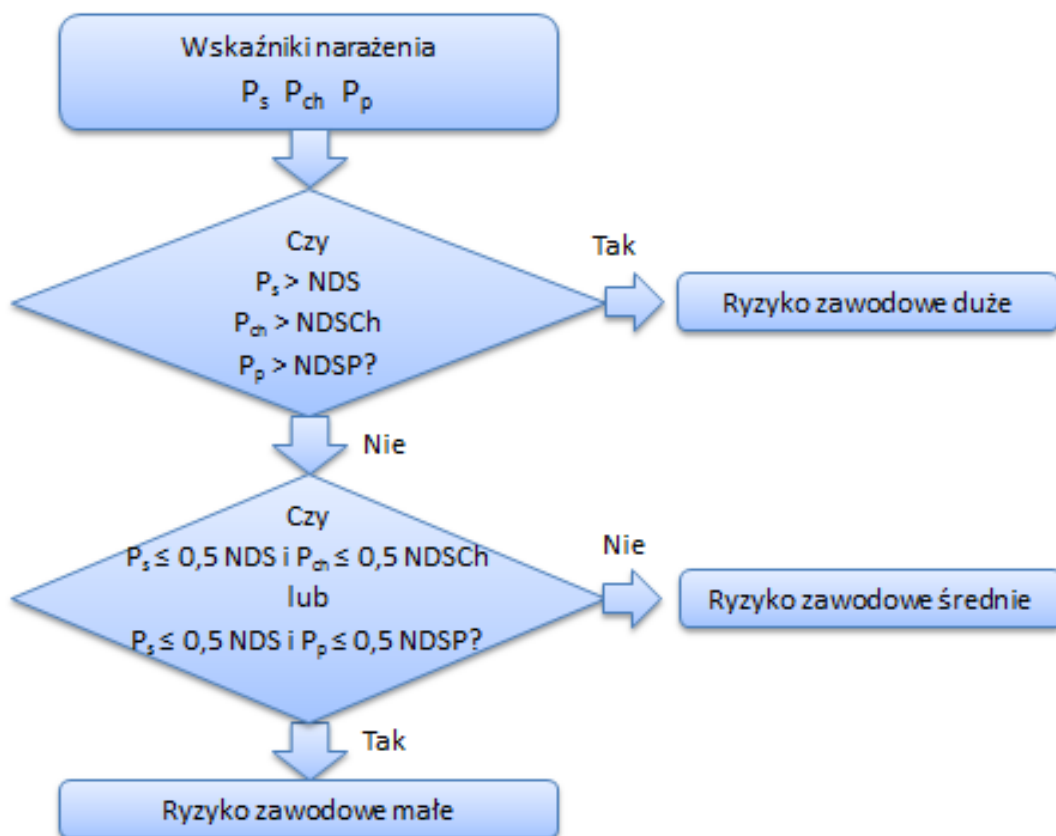 Wskaźniki narażenia
Ps Pch Pp
Czy
Ps > NDS
Pch > NDSCh
Pp > NDSP?
Tak
Ryzyko zawodowe duże
Nie
Czy
Ps ≤ 0,5 NDS i Pch ≤ 0,5 NDSCh
lub
Ps ≤ 0,5 NDS i Pp ≤ 0,5 NDSP?
Nie
Ryzyko zawodowe średnie
Tak
Ryzyko zawodowe małe